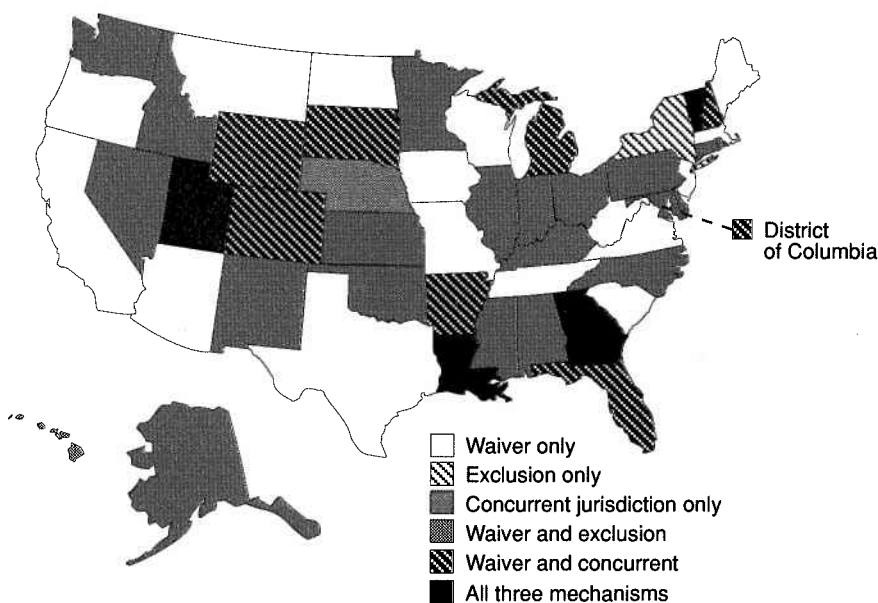 District
of Columbia
Waiver only
Exclusion only
Concurrent jurisdiction only
Waiver and exclusion
Waiver and concurrent
All three mechanisms